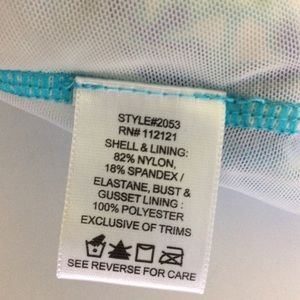 STYLE#2053
RN# 112121
SHELL & LINING:
82% NYLON,
18% SPANDEX /
ELASTANE, BUST &
GUSSET LINING :
100% POLYESTER
EXCLUSIVE OF TRIMS
SEE REVERSE FOR CARE